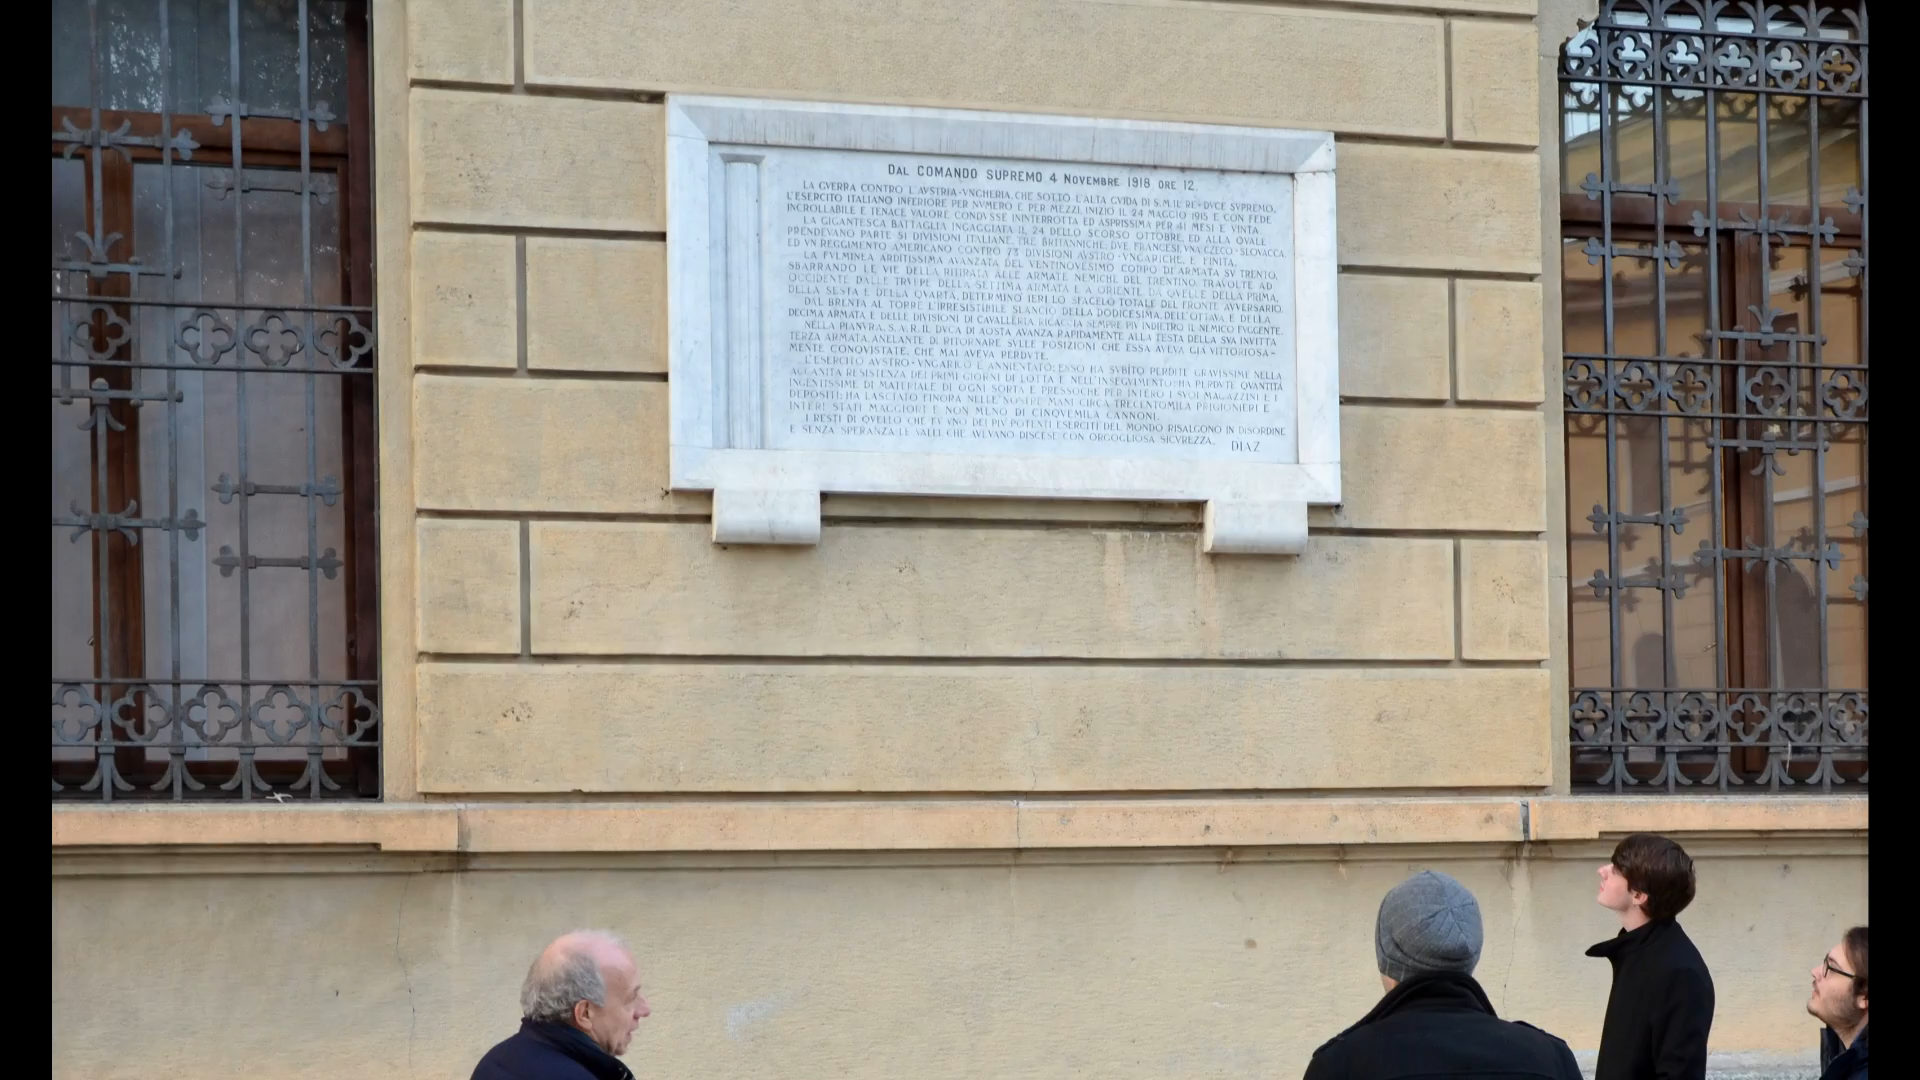 DAL COMANDO SUPREMO 4 NOVEMBRE 1918 ORE 12
LA GVERRA CONTRO L'AVSTRIA-VNGHERIA, CHE SOTTO L'ALTA GVIDA DI S.M. IL RE DVCE SVPREMO,
L'ESERCITO ITALIANO INFERIORE PER NVMERO E PER MEZZI, INIZIÒ IL 24 MAGGIO 1915 E CON FEDE
INCROLLABILE E TENACE VALORE CONDVSSE ININTERROTTA ED ASPRISSIMA PER 41 MESI È VINTA.
LA GIGANTESCA BATTAGLIA INGAGGIATA IL 24 DELLO SCORSO OTTOBRE, ED ALLA QVALE
PRENDEVANO PARTE 51 DIVISIONI ITALIANE, TRE BRITANNICHE, DVE FRANCESI, VNA CZECO-SLOVACCA
ED VN REGGIMENTO AMERICANO CONTRO 73 DIVISIONI AVSTRO-VNGARICHE, È FINITA.
LA FVLMINEA ARDITISSIMA AVANZATA DEL VENTINOVESIMO CORPO DI ARMATA SV TRENTO,
SBARRANDO LE VIE DELLA RITIRATA ALLE ARMATE NEMICHE DEL TRENTINO, TRAVOLTE AD
OCCIDENTE DALLE TRVPPE DELLA SETTIMA ARMATA E A ORIENTE DA QVELLE DELLA PRIMA,
DELLA SESTA E DELLA QVARTA, DETERMINÒ IERI LO SFACELO TOTALE DEL FRONTE AVVERSARIO.
DAL BRENTA AL TORRE L'IRRESISTIBILE SLANCIO DELLA DODICESIMA, DELL'OTTAVA E DELLA
DECIMA ARMATA E DELLE DIVISIONI DI CAVALLERIA RICACCIA SEMPRE PIV INDIETRO IL NEMICO FVGGENTE.
NELLA PIANVRA, S.A.R. IL DVCA DI AOSTA AVANZA RAPIDAMENTE ALLA TESTA DELLA SVA INVITTA
TERZA ARMATA, ANELANTE DI RITORNARE SVLLE POSIZIONI CHE ESSA AVEVA GIÀ VITTORIOSA-
MENTE CONQVISTATE, CHE MAI AVEVA PERDVTE.
L'ESERCITO AVSTRO-VNGARICO È ANNIENTATO: ESSO HA SVBITO PERDITE GRAVISSIME NELLA
ACCANITA RESISTENZA DEI PRIMI GIORNI DI LOTTA E NELL'INSEGVIMENTO: HA PERDVTE QVANTITÀ
INGENTISSIME DI MATERIALE DI OGNI SORTA E PRESSOCHÉ PER INTERO I SVOI MAGAZZINI E I
DEPOSITI: HA LASCIATO FINORA NELLE NOSTRE MANI CIRCA TRECENTOMILA PRIGIONIERI E
INTERI STATI MAGGIORI E NON MENO DI CINQVEMILA CANNONI.
I RESTI DI QVELLO CHE FV VNO DEI PIV POTENTI ESERCITI DEL MONDO RISALGONO IN DISORDINE
E SENZA SPERANZA LE VALLI, CHE AVEVANO DISCESE CON ORGOGLIOSA SICVREZZA.
DIAZ